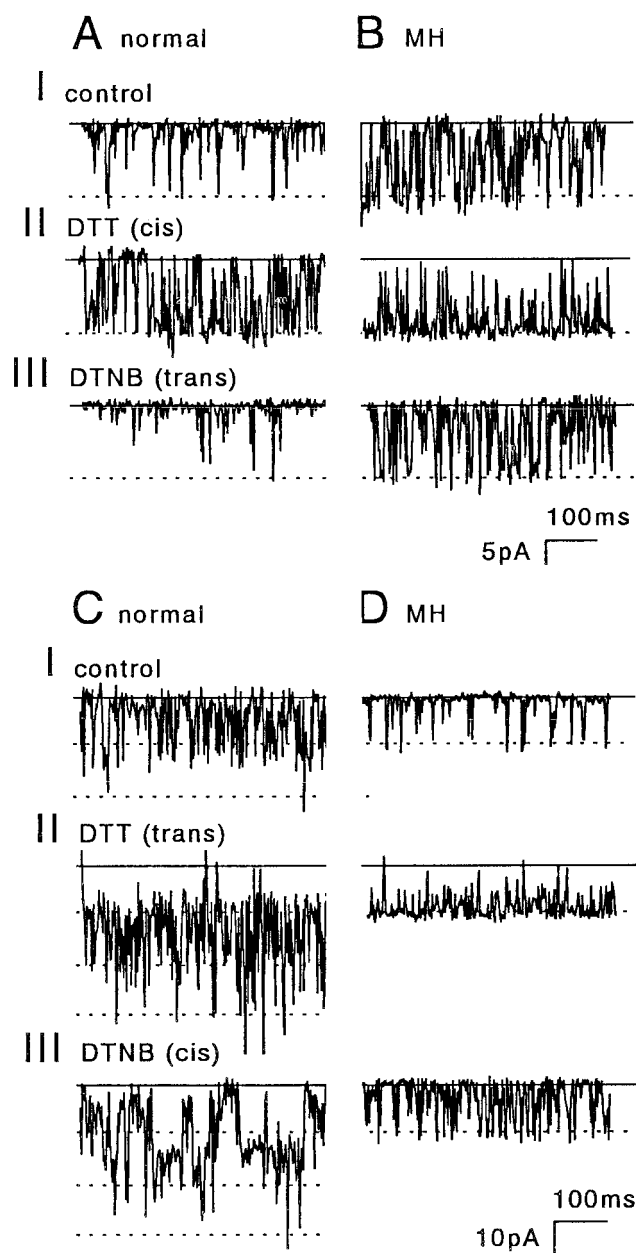 A normal B MH
I control
II DTT (cis)
III DTNB (trans)
100ms
5pA
C normal D MH
I control
II DTT (trans)
III DTNB (cis)
100ms
10pA